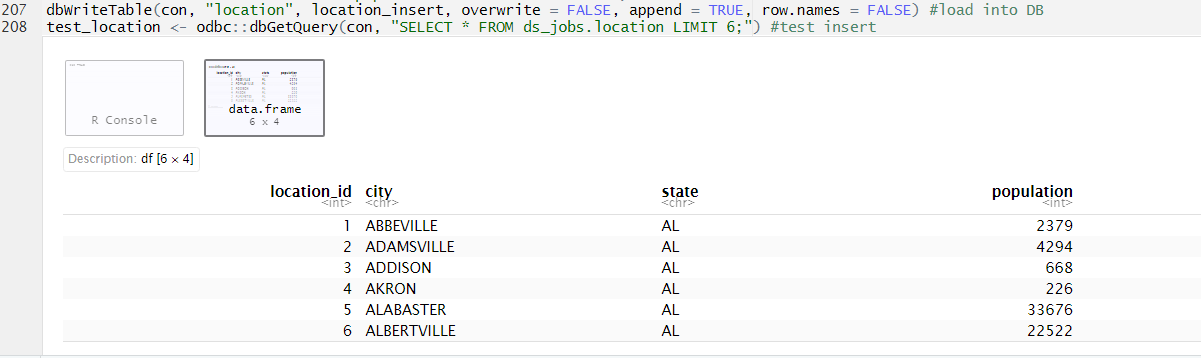 207 dbWriteTable(con, "location", location_insert, overwrite = FALSE, append = TRUE, row.names = FALSE) #load into DB
208 test_location <- odbc::dbGetQuery(con, "SELECT * FROM ds_jobs.location LIMIT 6;") #test insert
R Console
data.frame
6 x 4
Description: df [6 × 4]
location_id city state population
<int> <chr> <chr> <int>
1 ABBEVILLE AL 2379
2 ADAMSVILLE AL 4294
3 ADDISON AL 668
4 AKRON AL 226
5 ALABASTER AL 33676
6 ALBERTVILLE AL 22522